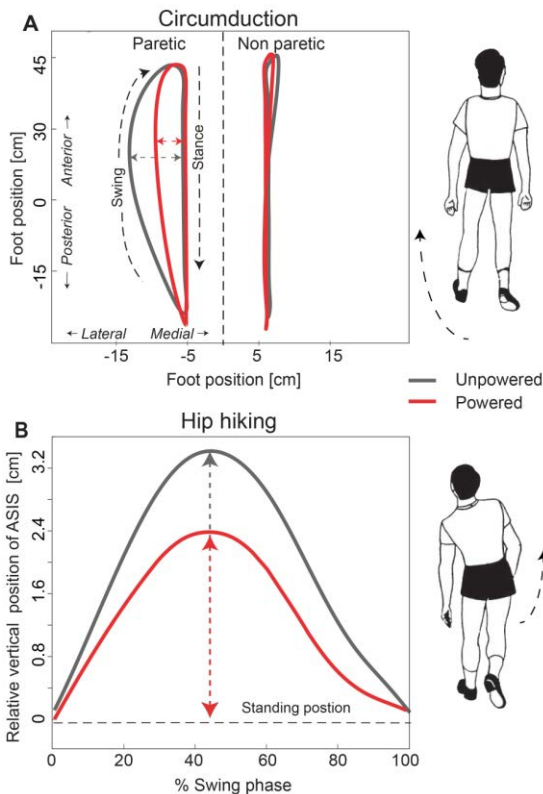 A
Circumduction
Paretic
Non paretic
Foot position [cm]
Anterior →
← Posterior
45
30
0
-15
Swing
Stance
← Lateral Medial →
-15
-5
5
15
Foot position [cm]
Unpowered
Powered
B
Hip hiking
Relative vertical position of ASIS [cm]
3.2
2.4
1.6
0.8
0
Standing postion
0
20
40
60
80
100
% Swing phase